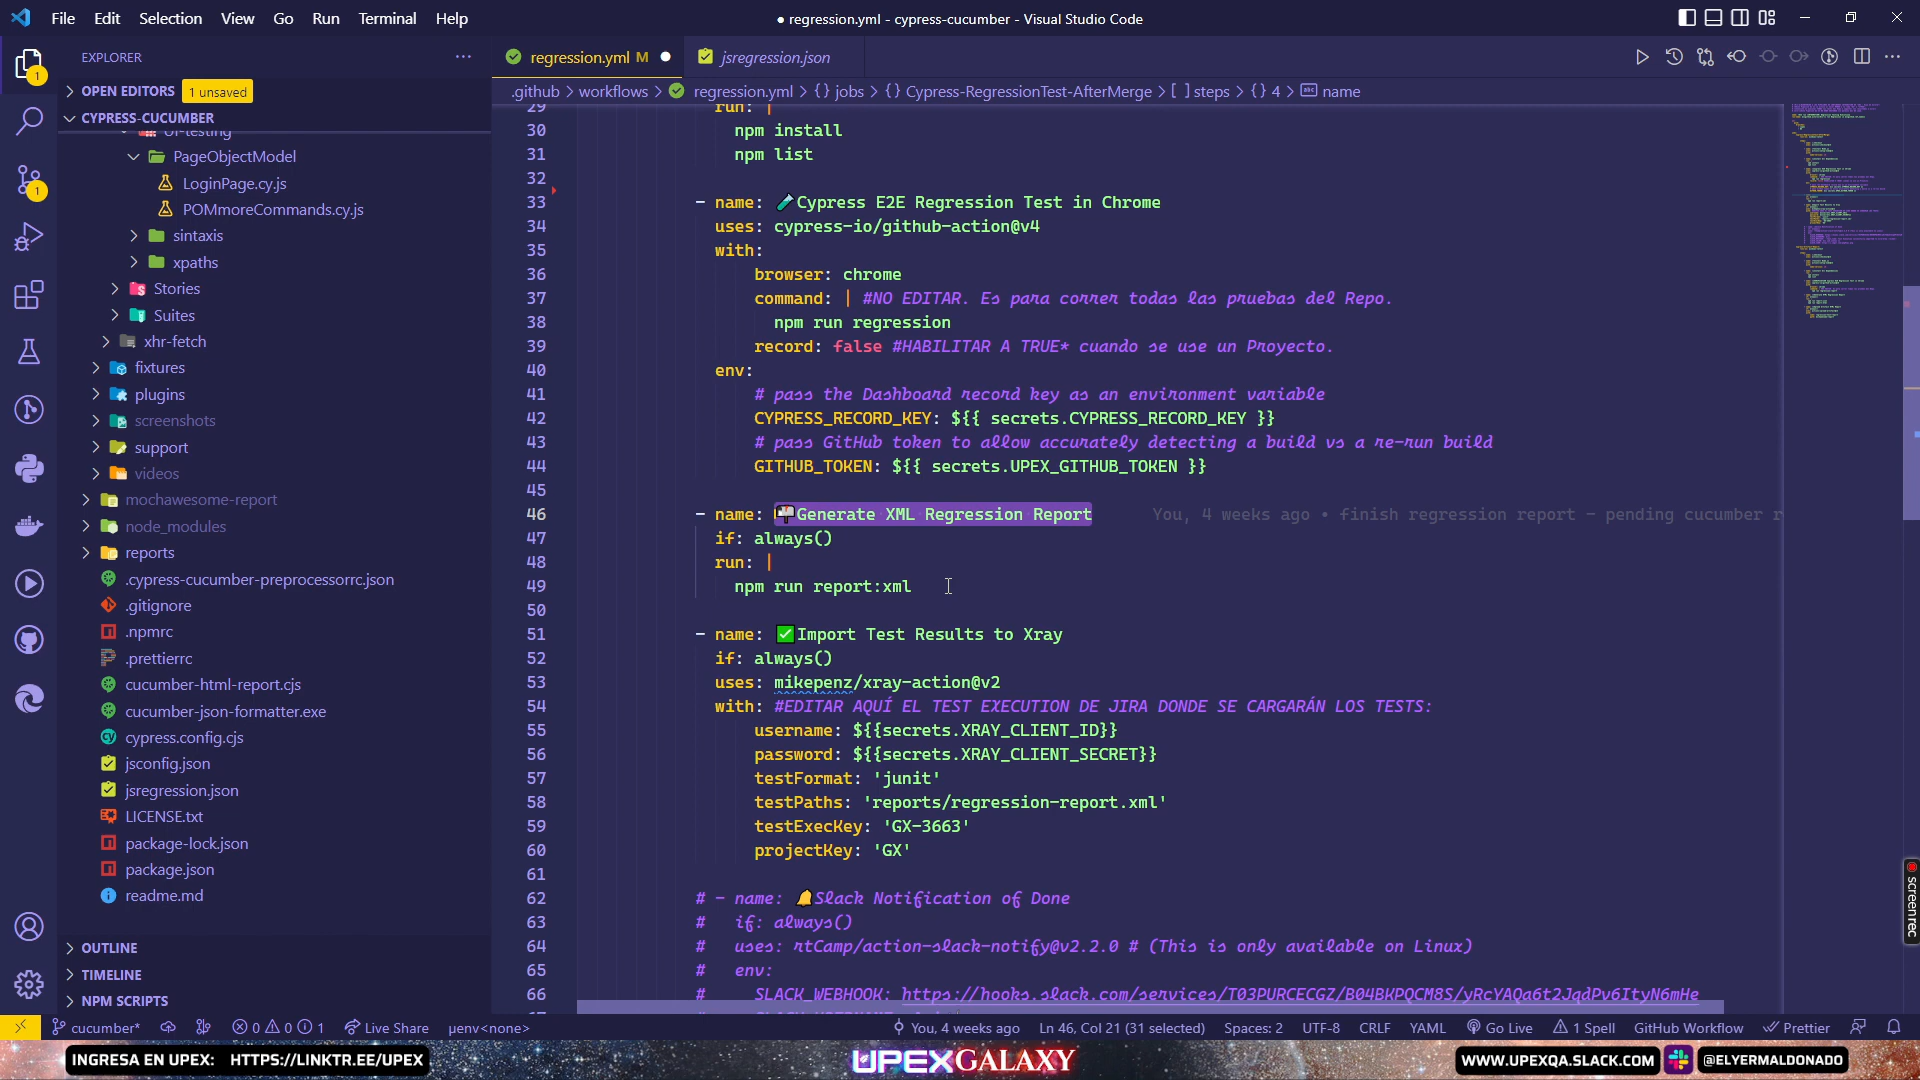 File Edit Selection View Go Run Terminal Help
● regression.yml - cypress-cucumber - Visual Studio Code
EXPLORER
OPEN EDITORS 1 unsaved
CYPRESS-CUCUMBER
UI-testing
PageObjectModel
LoginPage.cy.js
POMmoreCommands.cy.js
sintaxis
xpaths
Stories
Suites
xhr-fetch
fixtures
plugins
screenshots
support
videos
mochawesome-report
node_modules
reports
.cypress-cucumber-preprocessorrc.json
.gitignore
.npmrc
.prettierrc
cucumber-html-report.cjs
cucumber-json-formatter.exe
cypress.config.cjs
jsconfig.json
jsregression.json
LICENSE.txt
package-lock.json
package.json
readme.md
OUTLINE
TIMELINE
NPM SCRIPTS
regression.yml M ●
jsregression.json
.github > workflows > regression.yml > {} jobs > {} Cypress-RegressionTest-AfterMerge > [ ] steps > {} 4 > name
29 run: |
30 npm install
31 npm list
32
33 - name: 🧪Cypress E2E Regression Test in Chrome
34 uses: cypress-io/github-action@v4
35 with:
36 browser: chrome
37 command: | #NO EDITAR. Es para correr todas las pruebas del Repo.
38 npm run regression
39 record: false #HABILITAR A TRUE* cuando se use un Proyecto.
40 env:
41 # pass the Dashboard record key as an environment variable
42 CYPRESS_RECORD_KEY: ${{ secrets.CYPRESS_RECORD_KEY }}
43 # pass GitHub token to allow accurately detecting a build vs a re-run build
44 GITHUB_TOKEN: ${{ secrets.UPEX_GITHUB_TOKEN }}
45
46 - name: 📬Generate XML Regression Report You, 4 weeks ago • finish regression report - pending cucumber r
47 if: always()
48 run: |
49 npm run report:xml
50
51 - name: ✅Import Test Results to Xray
52 if: always()
53 uses: mikepenz/xray-action@v2
54 with: #EDITAR AQUÍ EL TEST EXECUTION DE JIRA DONDE SE CARGARÁN LOS TESTS:
55 username: ${{secrets.XRAY_CLIENT_ID}}
56 password: ${{secrets.XRAY_CLIENT_SECRET}}
57 testFormat: 'junit'
58 testPaths: 'reports/regression-report.xml'
59 testExecKey: 'GX-3663'
60 projectKey: 'GX'
61
62 # - name: 🔔Slack Notification of Done
63 # if: always()
64 # uses: rtCamp/action-slack-notify@v2.2.0 # (This is only available on Linux)
65 # env:
66 # SLACK_WEBHOOK: https://hooks.slack.com/services/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
screenrec
cucumber* 0 0 1 Live Share µenv<none> You, 4 weeks ago Ln 46, Col 21 (31 selected) Spaces: 2 UTF-8 CRLF YAML Go Live 1 Spell GitHub Workflow Prettier
INGRESA EN UPEX: HTTPS://LINKTR.EE/UPEX
UPEXGALAXY
WWW.UPEXQA.SLACK.COM
@ELYERMALDONADO